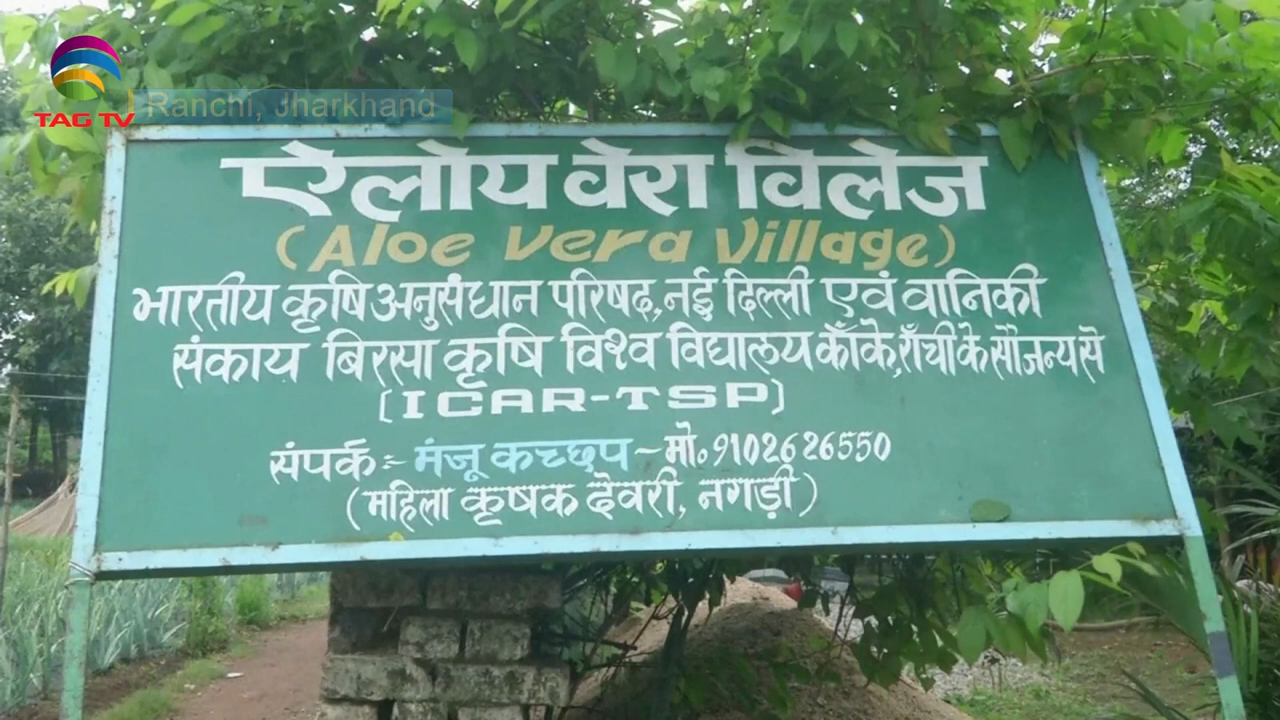 TAG TV
Ranchi, Jharkhand
ऐलोय वेरा विलेज
(Aloe Vera Village)
भारतीय कृषि अनुसंधान परिषद, नई दिल्ली एवं वानिकी
संकाय बिरसा कृषि विश्व विद्यालय काँके, राँची के सौजन्य से
(ICAR-TSP)
संपर्क :- मंजू कच्छप - मो. 9102626550
(महिला कृषक देवरी, नगड़ी)